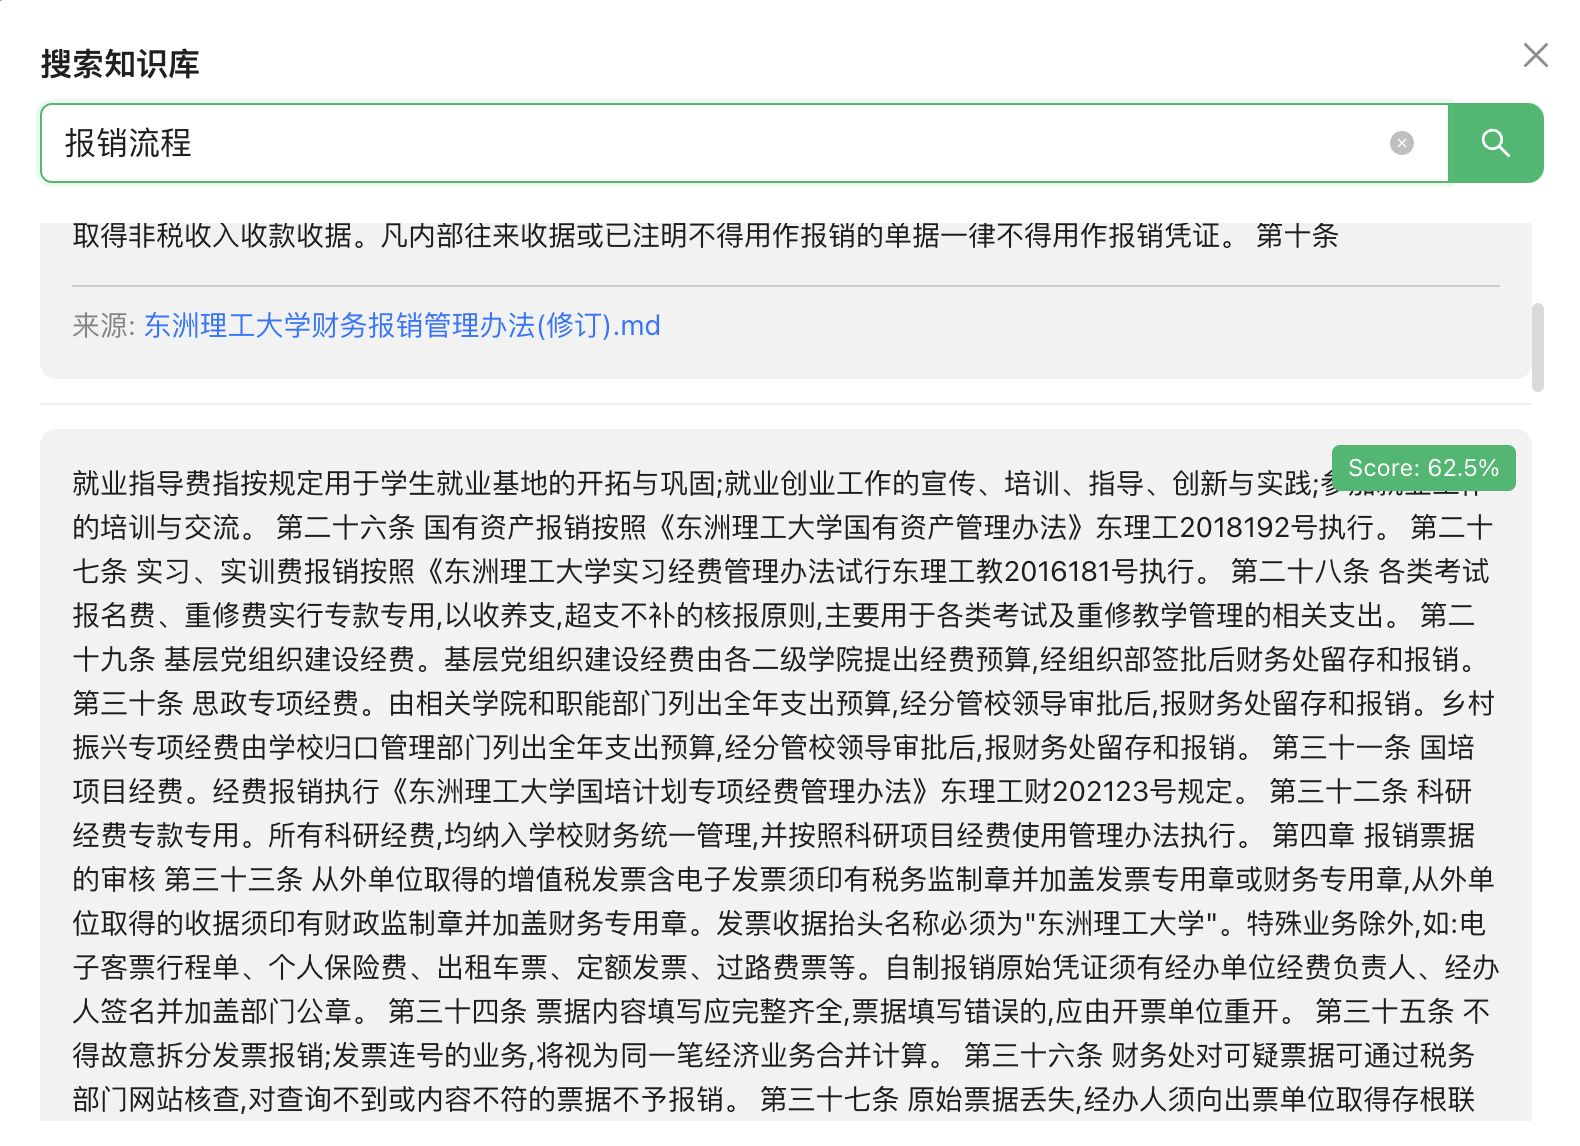 搜索知识库
报销流程
取得非税收入收款收据。凡内部往来收据或已注明不得用作报销的单据一律不得用作报销凭证。 第十条
来源: 东洲理工大学财务报销管理办法(修订).md
Score: 62.5%
就业指导费指按规定用于学生就业基地的开拓与巩固;就业创业工作的宣传、培训、指导、创新与实践;
的培训与交流。 第二十六条 国有资产报销按照《东洲理工大学国有资产管理办法》东理工2018192号执行。 第二十
七条 实习、实训费报销按照《东洲理工大学实习经费管理办法试行东理工教2016181号执行。 第二十八条 各类考试
报名费、重修费实行专款专用,以收养支,超支不补的核报原则,主要用于各类考试及重修教学管理的相关支出。 第二
十九条 基层党组织建设经费。基层党组织建设经费由各二级学院提出经费预算,经组织部签批后财务处留存和报销。
第三十条 思政专项经费。由相关学院和职能部门列出全年支出预算,经分管校领导审批后,报财务处留存和报销。乡村
振兴专项经费由学校归口管理部门列出全年支出预算,经分管校领导审批后,报财务处留存和报销。 第三十一条 国培
项目经费。经费报销执行《东洲理工大学国培计划专项经费管理办法》东理工财202123号规定。 第三十二条 科研
经费专款专用。所有科研经费,均纳入学校财务统一管理,并按照科研项目经费使用管理办法执行。 第四章 报销票据
的审核 第三十三条 从外单位取得的增值税发票含电子发票须印有税务监制章并加盖发票专用章或财务专用章,从外单
位取得的收据须印有财政监制章并加盖财务专用章。发票收据抬头名称必须为"东洲理工大学"。特殊业务除外,如:电
子客票行程单、个人保险费、出租车票、定额发票、过路费票等。自制报销原始凭证须有经办单位经费负责人、经办
人签名并加盖部门公章。 第三十四条 票据内容填写应完整齐全,票据填写错误的,应由开票单位重开。 第三十五条 不
得故意拆分发票报销;发票连号的业务,将视为同一笔经济业务合并计算。 第三十六条 财务处对可疑票据可通过税务
部门网站核查,对查询不到或内容不符的票据不予报销。 第三十七条 原始票据丢失,经办人须向出票单位取得存根联